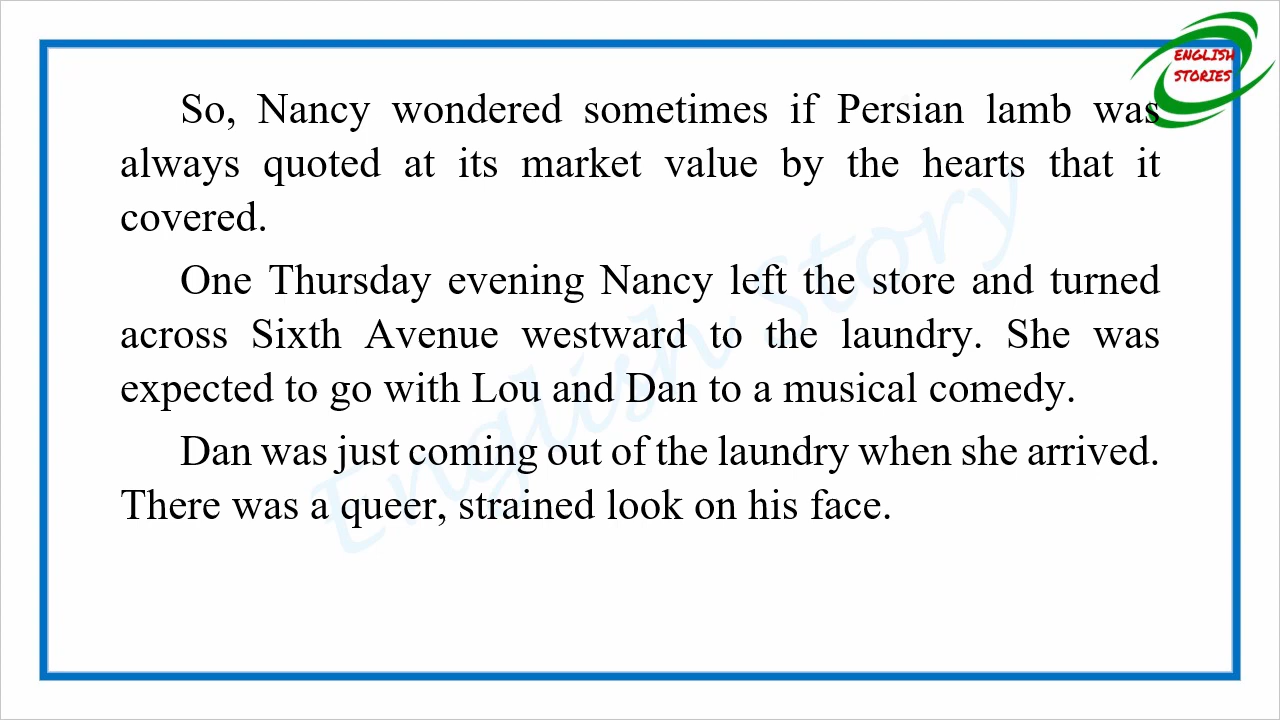 ENGLISH
STORIES
So, Nancy wondered sometimes if Persian lamb was
always quoted at its market value by the hearts that it
covered.
One Thursday evening Nancy left the store and turned
across Sixth Avenue westward to the laundry. She was
expected to go with Lou and Dan to a musical comedy.
Dan was just coming out of the laundry when she arrived.
There was a queer, strained look on his face.
English Story